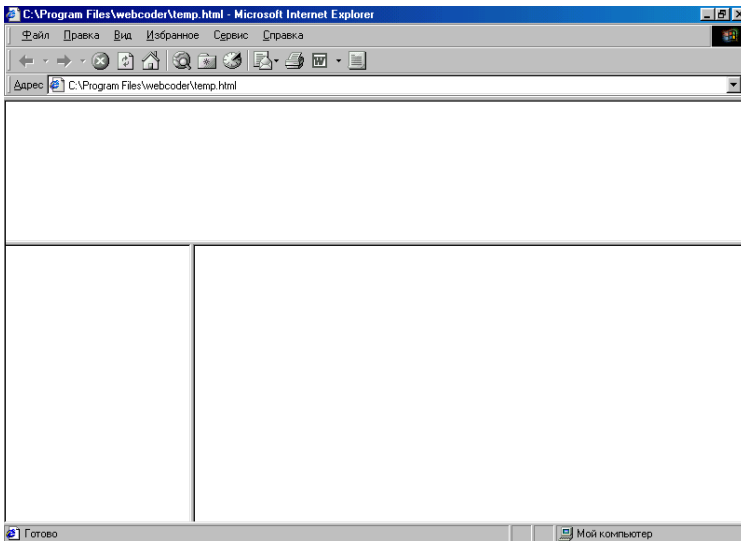 C:\Program Files\webcoder\temp.html - Microsoft Internet Explorer
Файл Правка Вид Избранное Сервис Справка
Адрес C:\Program Files\webcoder\temp.html
Готово Мой компьютер